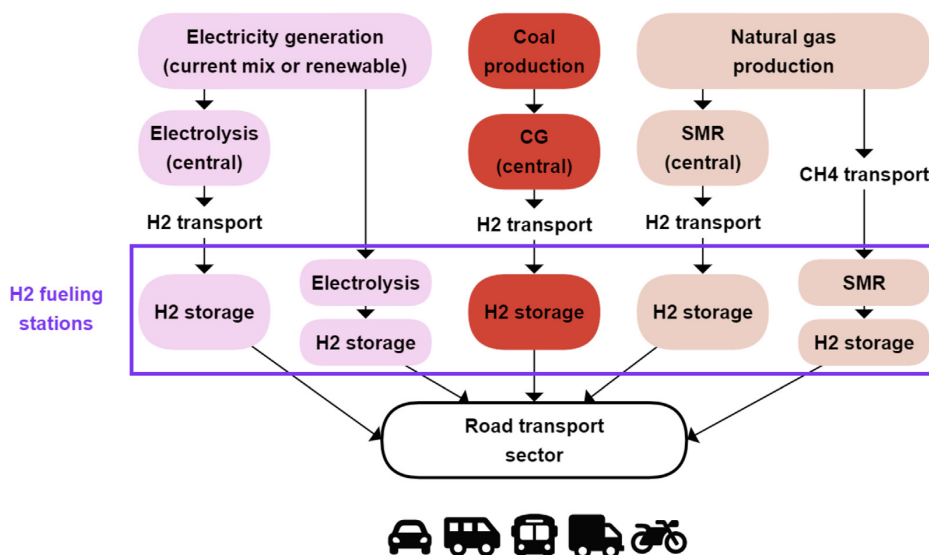 Electricity generation
(current mix or renewable)
Coal
production
Natural gas
production
Electrolysis
(central)
CG
(central)
SMR
(central)
CH4 transport
H2 transport
H2 transport
H2 transport
H2 fueling
stations
H2 storage
Electrolysis
H2 storage
H2 storage
H2 storage
SMR
H2 storage
Road transport
sector